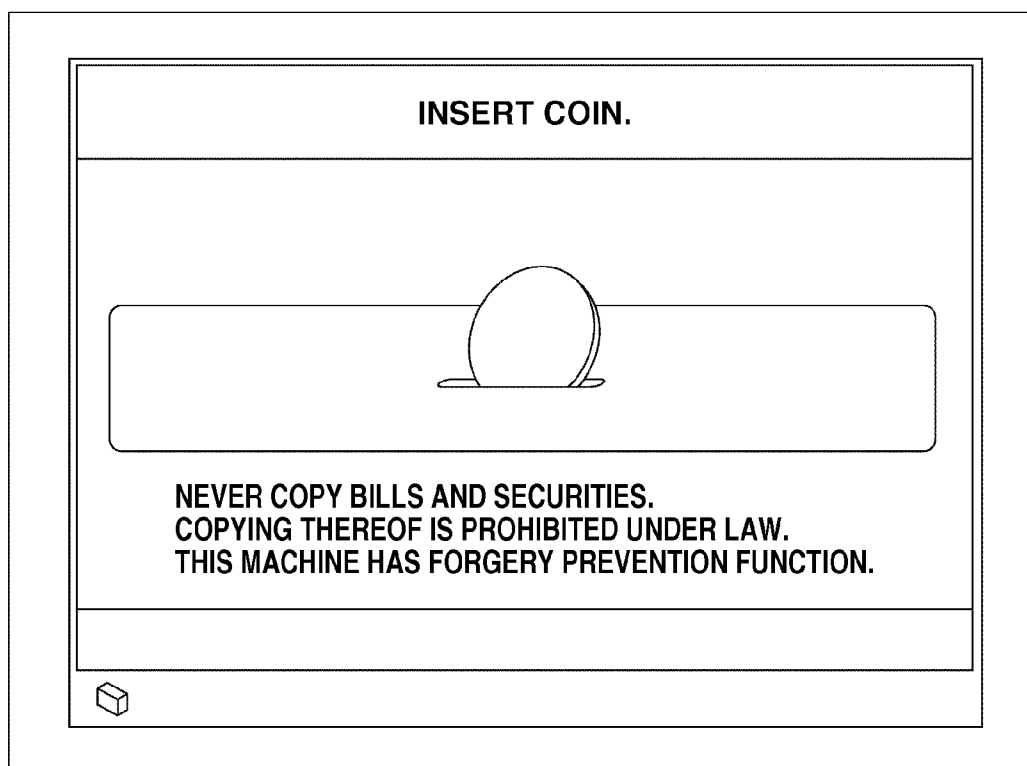 INSERT COIN.
NEVER COPY BILLS AND SECURITIES.
COPYING THEREOF IS PROHIBITED UNDER LAW.
THIS MACHINE HAS FORGERY PREVENTION FUNCTION.